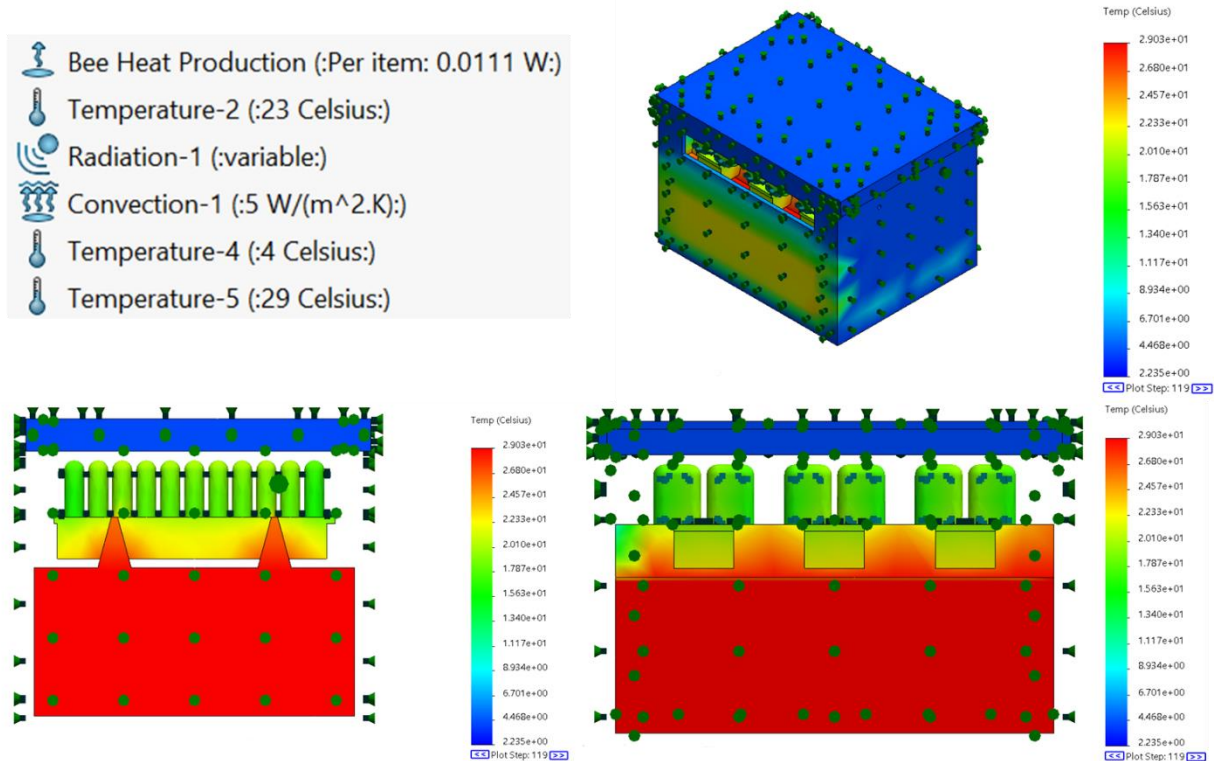 Bee Heat Production (:Per item: 0.0111 W:)
Temperature-2 (:23 Celsius:)
Radiation-1 (:variable:)
Convection-1 (:5 W/(m^2.K):)
Temperature-4 (:4 Celsius:)
Temperature-5 (:29 Celsius:)
Temp (Celsius)
2.903e+01
2.680e+01
2.457e+01
2.233e+01
2.010e+01
1.787e+01
1.563e+01
1.340e+01
1.117e+01
8.934e+00
6.701e+00
4.468e+00
2.235e+00
<< Plot Step: 119 >>
Temp (Celsius)
2.903e+01
2.680e+01
2.457e+01
2.233e+01
2.010e+01
1.787e+01
1.563e+01
1.340e+01
1.117e+01
8.934e+00
6.701e+00
4.468e+00
2.235e+00
<< Plot Step: 119 >>
Temp (Celsius)
2.903e+01
2.680e+01
2.457e+01
2.233e+01
2.010e+01
1.787e+01
1.563e+01
1.340e+01
1.117e+01
8.934e+00
6.701e+00
4.468e+00
2.235e+00
<< Plot Step: 119 >>